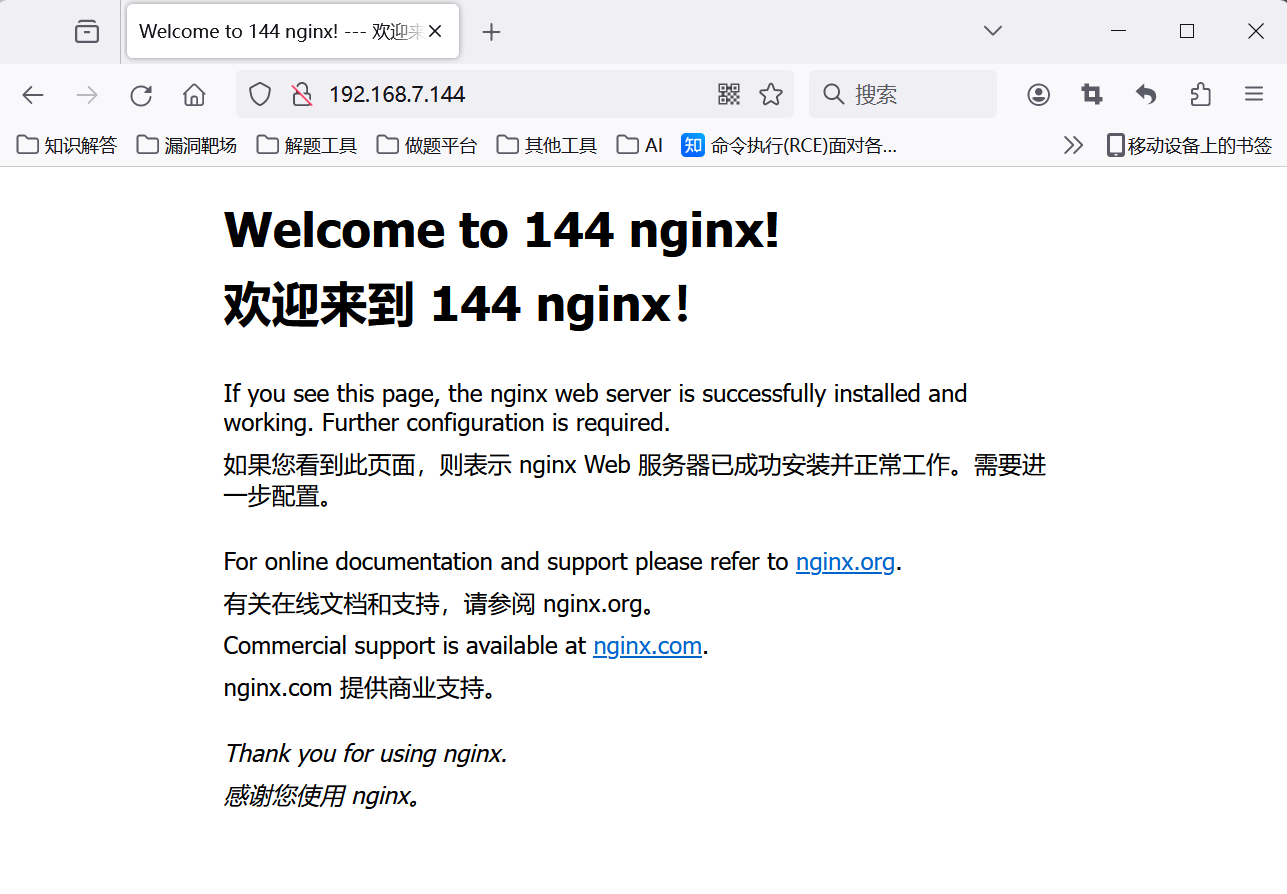 Welcome to 144 nginx! --- 欢迎来
192.168.7.144
搜索
知识解答
漏洞靶场
解题工具
做题平台
其他工具
AI
知 命令执行(RCE)面对各...
移动设备上的书签
Welcome to 144 nginx!
欢迎来到 144 nginx！
If you see this page, the nginx web server is successfully installed and
working. Further configuration is required.
如果您看到此页面，则表示 nginx Web 服务器已成功安装并正常工作。需要进
一步配置。
For online documentation and support please refer to nginx.org.
有关在线文档和支持，请参阅 nginx.org。
Commercial support is available at nginx.com.
nginx.com 提供商业支持。
Thank you for using nginx.
感谢您使用 nginx。